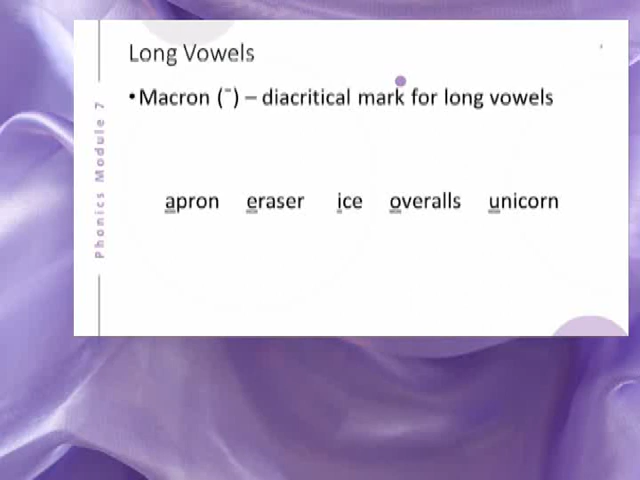 Long Vowels
•Macron (¯) – diacritical mark for long vowels
apron eraser ice overalls unicorn
Phonics Module 7